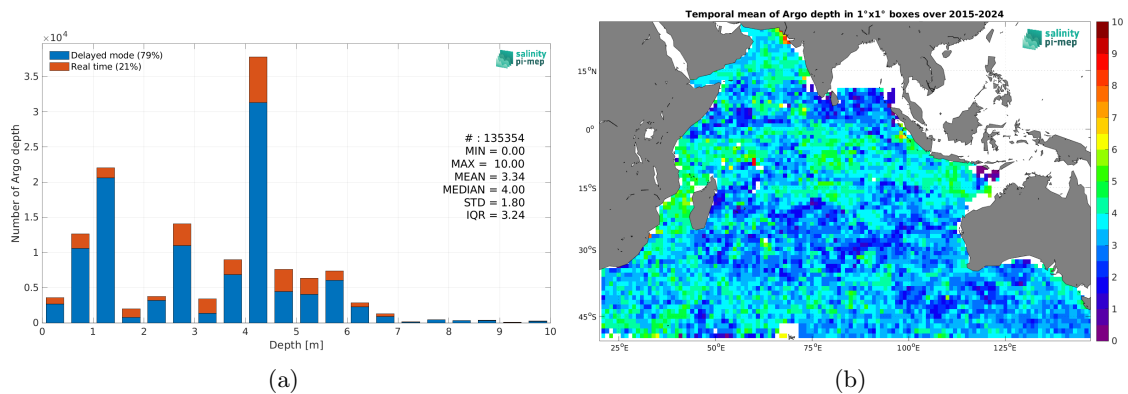 ×10⁴
Delayed mode (79%)
Real time (21%)
salinity
pi-mep
# : 135354
MIN = 0.00
MAX = 10.00
MEAN = 3.34
MEDIAN = 4.00
STD = 1.80
IQR = 3.24
Number of Argo depth
3.5
3
2.5
2
1.5
1
0.5
0
0 1 2 3 4 5 6 7 8 9 10
Depth [m]
(a)
Temporal mean of Argo depth in 1°x1° boxes over 2015-2024
salinity
pi-mep
15°N
0°
15°S
30°S
45°S
25°E 50°E 75°E 100°E 125°E
10
9
8
7
6
5
4
3
2
1
0
(b)